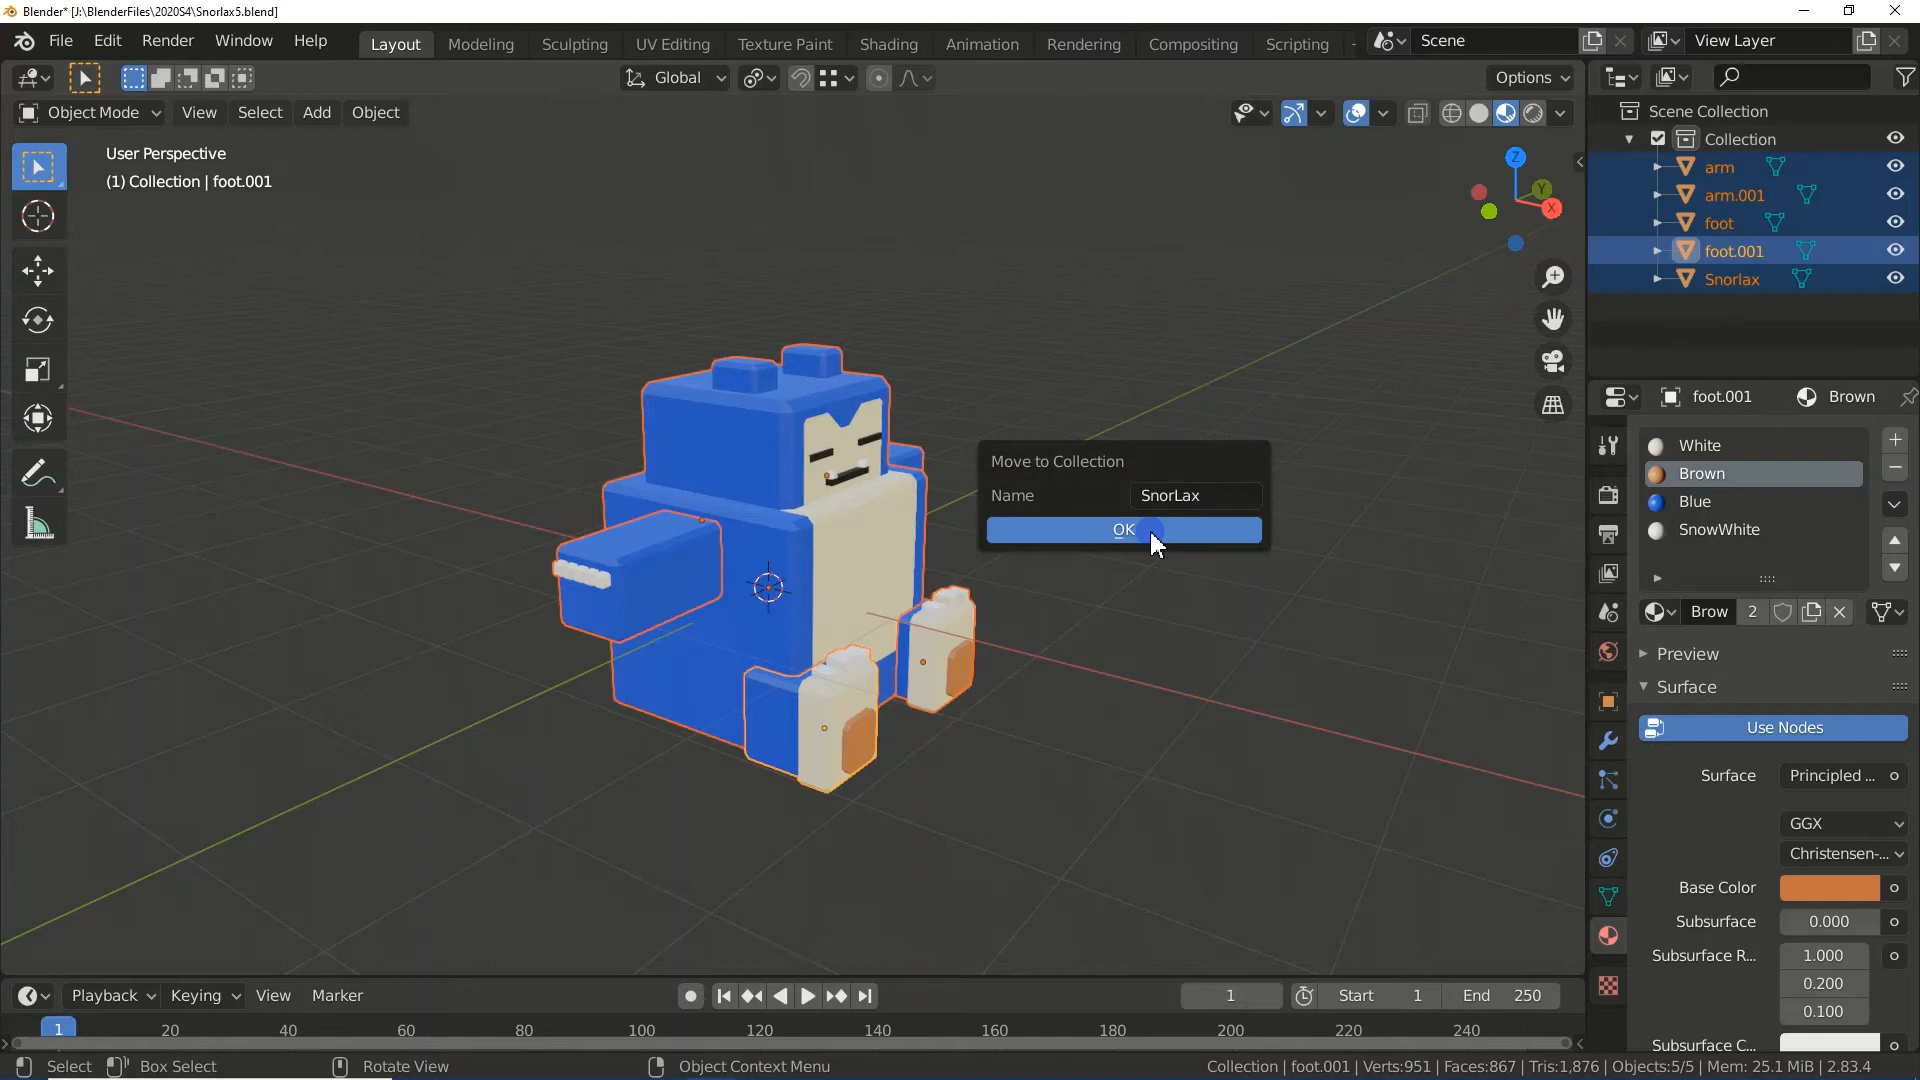 Blender* [J:\BlenderFiles\2020S4\Snorlax5.blend]
File Edit Render Window Help Layout Modeling Sculpting UV Editing Texture Paint Shading Animation Rendering Compositing Scripting Scene View Layer
Global Options
Object Mode View Select Add Object
User Perspective
(1) Collection | foot.001
Z
Y
X
Scene Collection
Collection
arm
arm.001
foot
foot.001
Snorlax
foot.001 Brown
White
Brown
Blue
SnowWhite
Brow 2
Preview
Surface
Use Nodes
Surface Principled ...
GGX
Christensen-...
Base Color
Subsurface 0.000
Subsurface R... 1.000
0.200
0.100
Subsurface C...
Move to Collection
Name SnorLax
OK
Playback Keying View Marker 1 Start 1 End 250
1 20 40 60 80 100 120 140 160 180 200 220 240
Select Box Select Rotate View Object Context Menu Collection | foot.001 | Verts:951 | Faces:867 | Tris:1,876 | Objects:5/5 | Mem: 25.1 MiB | 2.83.4